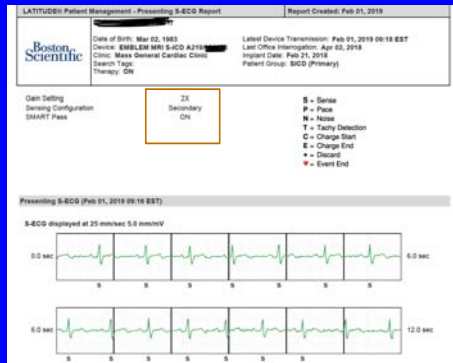 LATITUDE® Patient Management - Presenting S-ECG Report
Report Created: Feb 01, 2019
Boston
Scientific
Date of Birth: Mar 02, 1983
Device: EMBLEM MRI S-ICD A219/
Clinic: Mass General Cardiac Clinic
Search Tags:
Therapy: ON
Latest Device Transmission: Feb 01, 2019 09:18 EST
Last Office Interrogation: Apr 02, 2018
Implant Date: Feb 21, 2018
Patient Group: SICD (Primary)
Gain Setting 2X
Sensing Configuration Secondary
SMART Pass ON
S = Sense
P = Pace
N = Noise
T = Tachy Detection
C = Charge Start
E = Charge End
• = Discard
▼ = Event End
Presenting S-ECG (Feb 01, 2019 09:16 EST)
S-ECG displayed at 25 mm/sec 5.0 mm/mV
0.0 sec 6.0 sec
S S S S S S S
6.0 sec 12.0 sec
S S S S S S